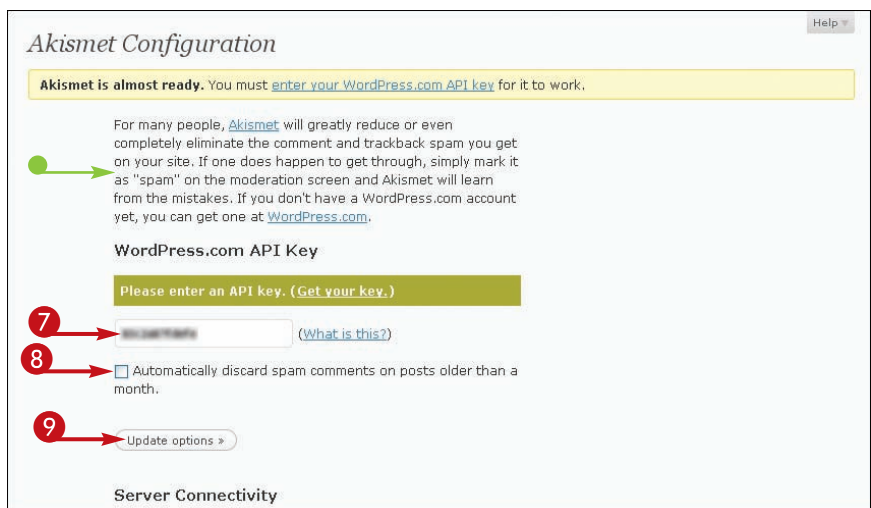 Help
Akismet Configuration
Akismet is almost ready. You must enter your WordPress.com API key for it to work.
For many people, Akismet will greatly reduce or even
completely eliminate the comment and trackback spam you get
on your site. If one does happen to get through, simply mark it
as "spam" on the moderation screen and Akismet will learn
from the mistakes. If you don't have a WordPress.com account
yet, you can get one at WordPress.com.
WordPress.com API Key
Please enter an API key. (Get your key.)
7
(What is this?)
8
Automatically discard spam comments on posts older than a
month.
9
Update options »
Server Connectivity